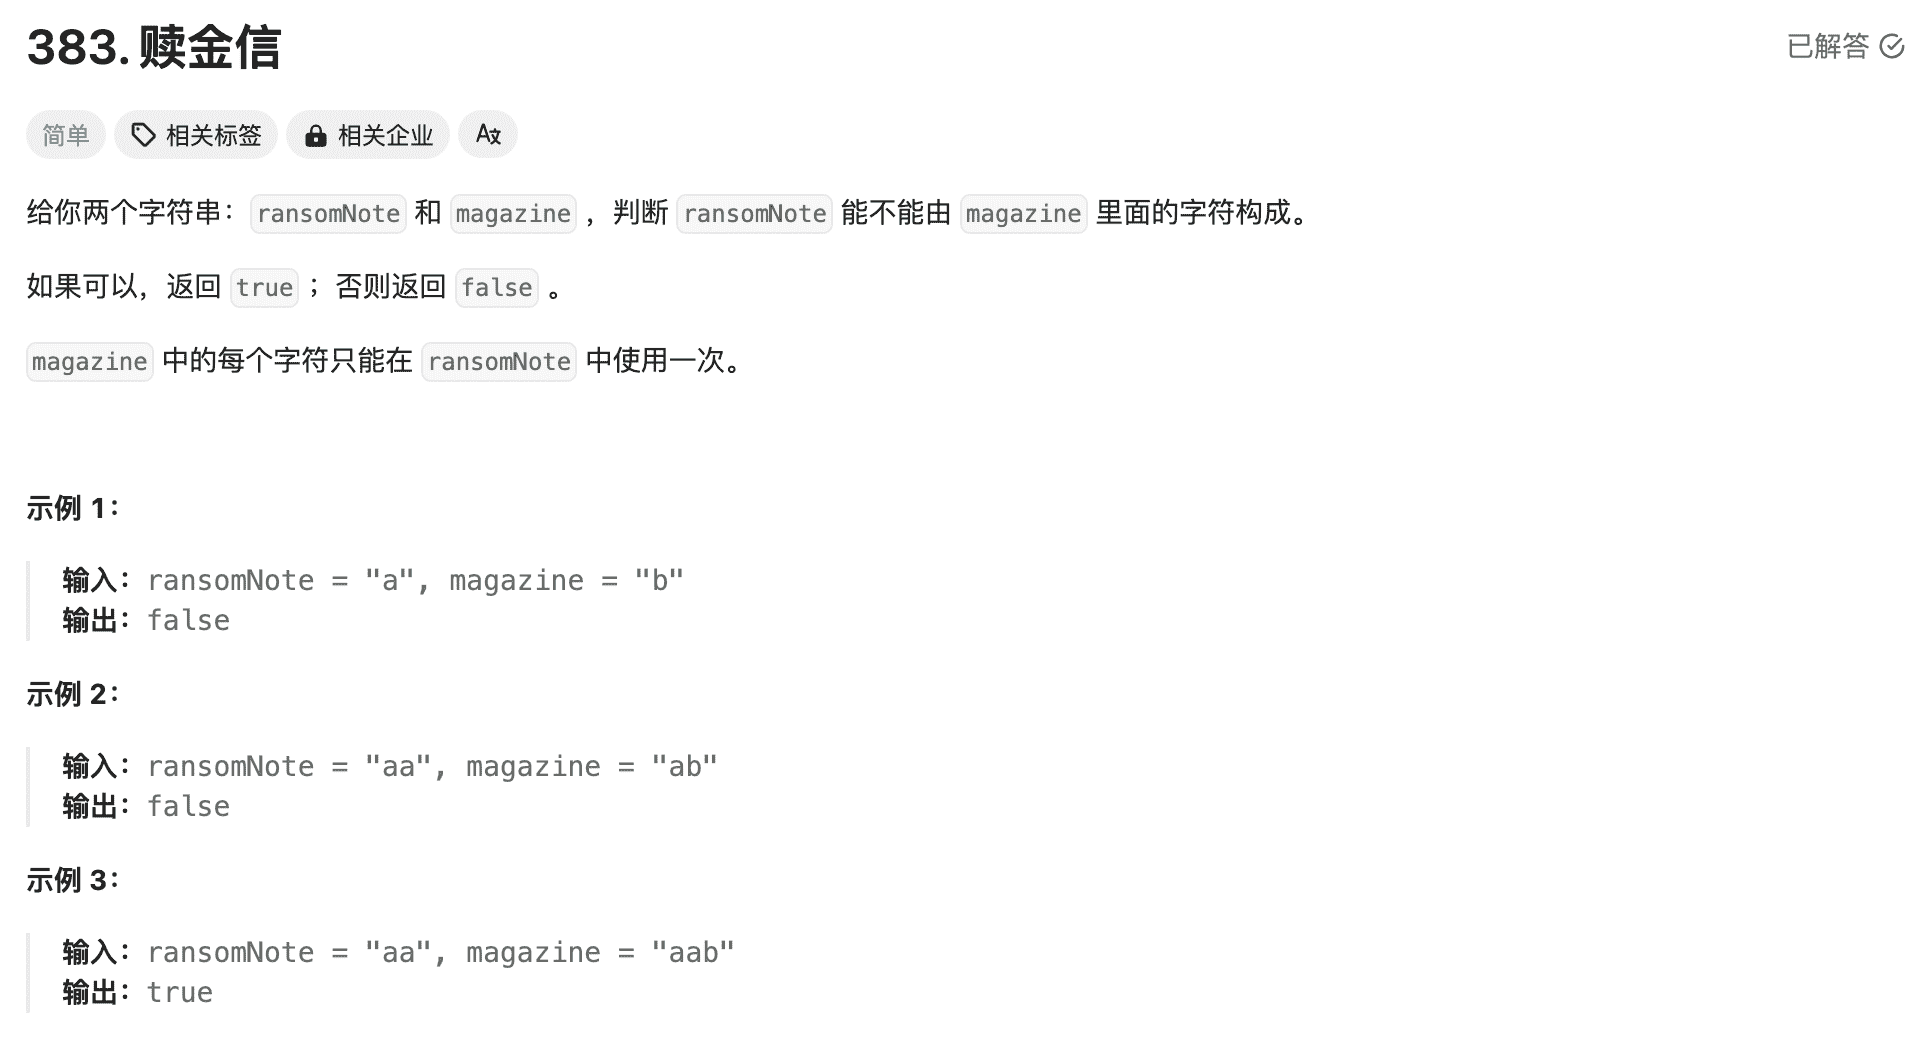 383. 赎金信
已解答
简单 相关标签 相关企业
给你两个字符串：ransomNote 和 magazine ，判断 ransomNote 能不能由 magazine 里面的字符构成。
如果可以，返回 true ；否则返回 false 。
magazine 中的每个字符只能在 ransomNote 中使用一次。
示例 1：
输入：ransomNote = "a", magazine = "b"
输出：false
示例 2：
输入：ransomNote = "aa", magazine = "ab"
输出：false
示例 3：
输入：ransomNote = "aa", magazine = "aab"
输出：true